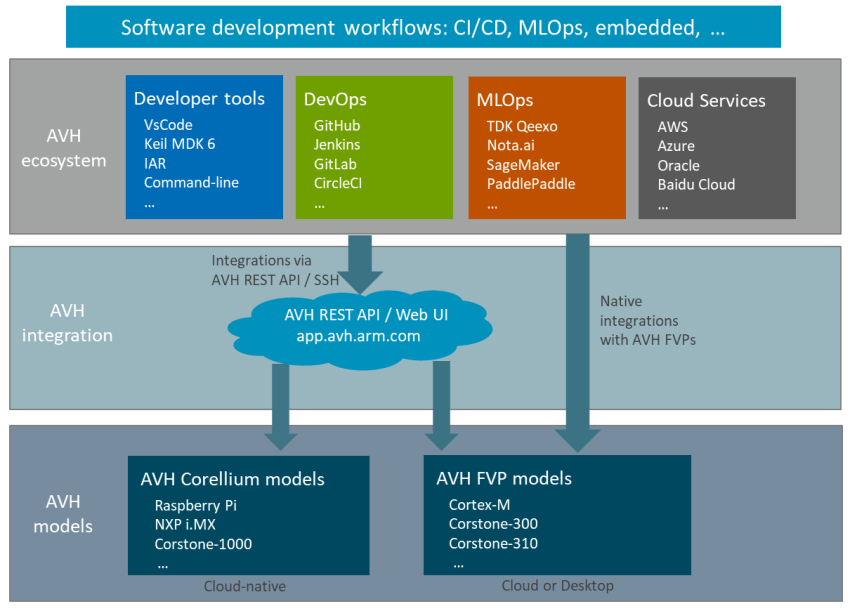 Software development workflows: CI/CD, MLOps, embedded, ...
AVH
ecosystem
Developer tools
VsCode
Keil MDK 6
IAR
Command-line
...
DevOps
GitHub
Jenkins
GitLab
CircleCI
...
MLOps
TDK Qeexo
Nota.ai
SageMaker
PaddlePaddle
...
Cloud Services
AWS
Azure
Oracle
Baidu Cloud
...
AVH
integration
Integrations via
AVH REST API / SSH
AVH REST API / Web UI
app.avh.arm.com
Native
integrations
with AVH FVPs
AVH
models
AVH Corellium models
Raspberry Pi
NXP i.MX
Corstone-1000
...
Cloud-native
AVH FVP models
Cortex-M
Corstone-300
Corstone-310
...
Cloud or Desktop